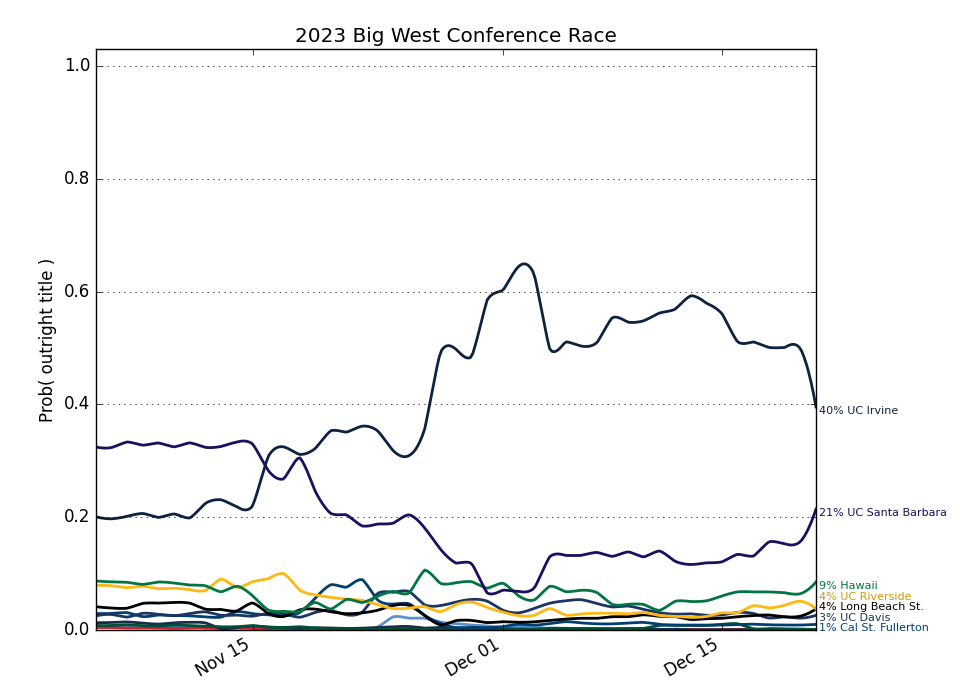 2023 Big West Conference Race
Prob( outright title )
1.0
0.8
0.6
0.4
0.2
0.0
Nov 15
Dec 01
Dec 15
40% UC Irvine
21% UC Santa Barbara
9% Hawaii
4% UC Riverside
4% Long Beach St.
3% UC Davis
1% Cal St. Fullerton